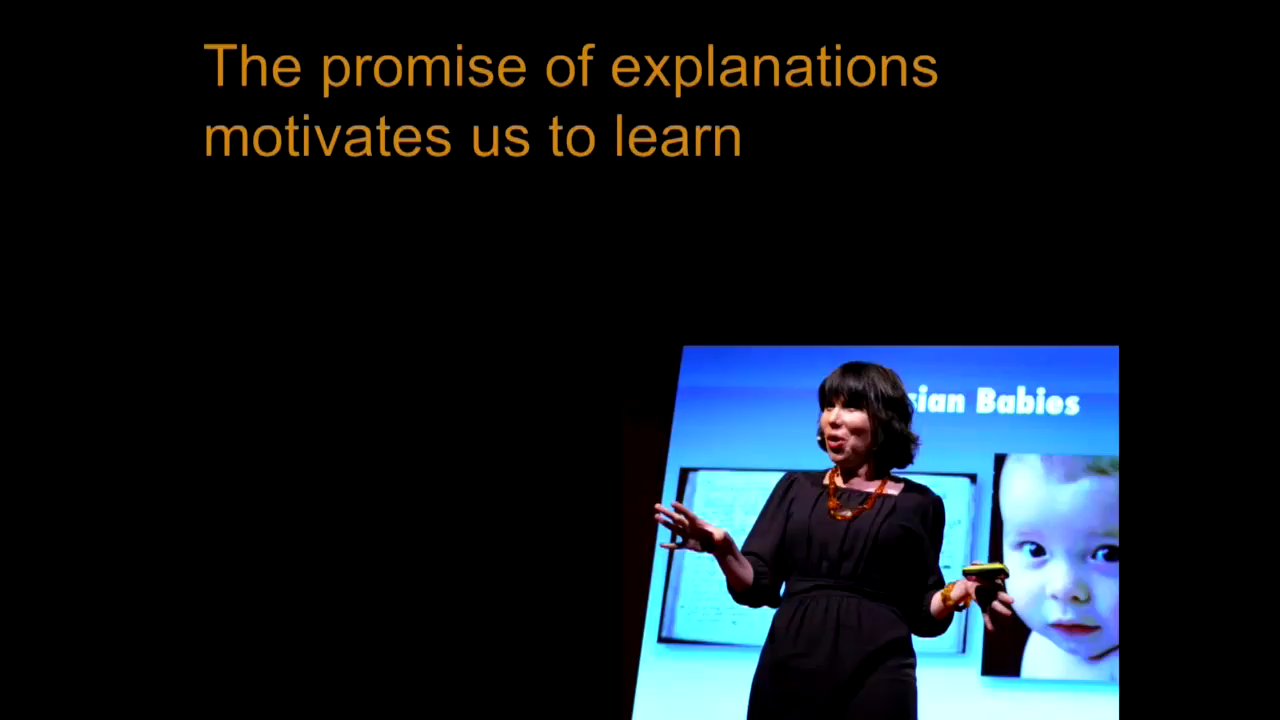 The promise of explanations
motivates us to learn
sian Babies